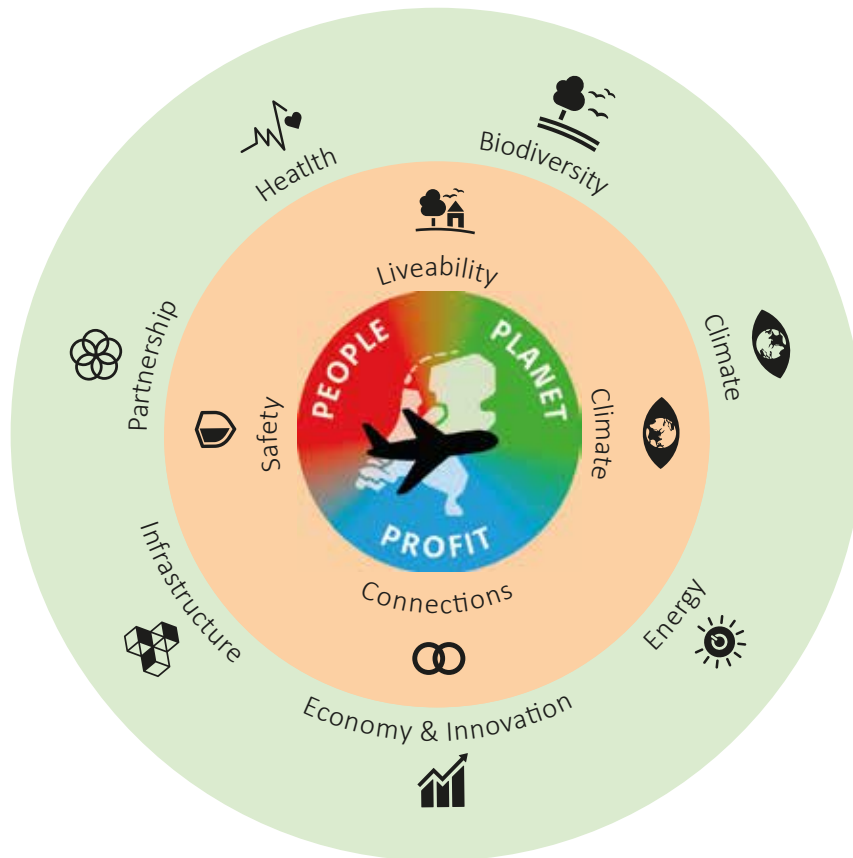 Heatlth
Biodiversity
Liveability
PEOPLE
PLANET
Partnership
Climate
Safety
Climate
PROFIT
Infrastructure
Connections
Energy
Economy & Innovation